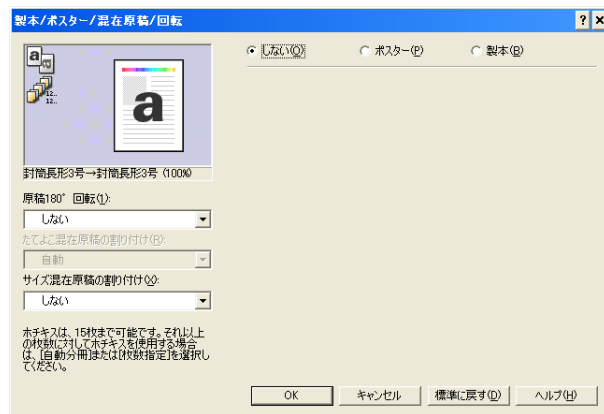 製本/ポスター/混在原稿/回転
しない(O)
ポスター(P)
製本(B)
a
a
12..
12..
a
封筒長形3号→封筒長形3号 (100%)
原稿180° 回転(1):
しない
たてよこ混在原稿の割り付け(R):
自動
サイズ混在原稿の割り付け(X):
しない
ホチキスは、15枚まで可能です。それ以上
の枚数に対してホチキスを使用する場合
は、[自動分冊]または[枚数指定]を選択し
てください。
OK
キャンセル
標準に戻す(D)
ヘルプ(H)